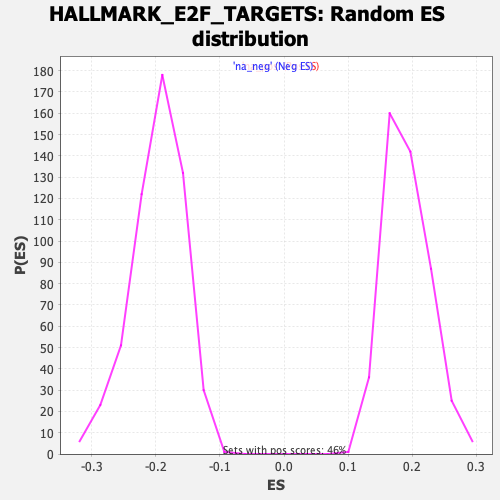 HALLMARK_E2F_TARGETS: Random ES
distribution
'na_neg' (Neg ES)
180
170
160
150
140
130
120
110
100
90
80
70
60
50
40
30
20
10
0
P(ES)
Sets with pos scores: 46%
-0.3 -0.2 -0.1 0.0 0.1 0.2 0.3
ES